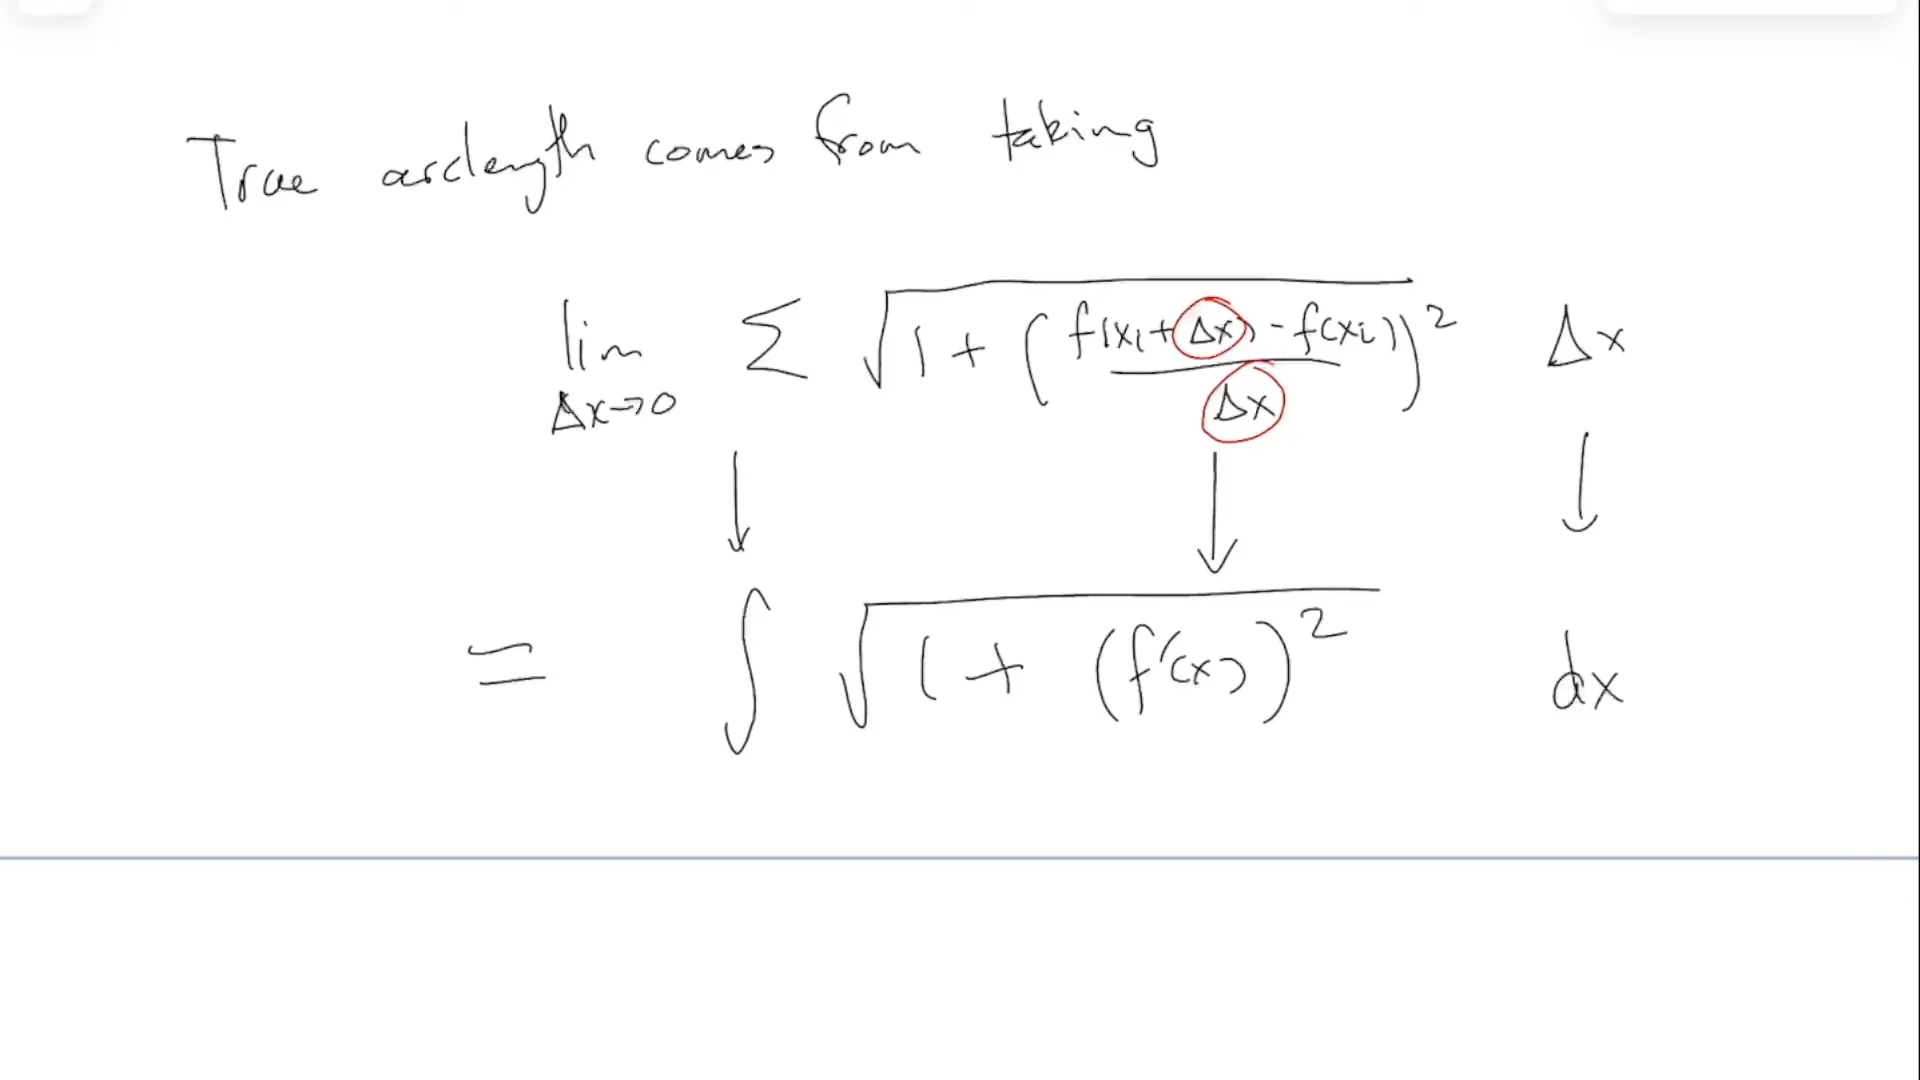 True arclength comes from taking
lim Δx→0 Σ √(1 + ((f(xᵢ+Δx) - f(xᵢ))/Δx)²) Δx
↓ ↓ ↓
= ∫ √(1 + (f'(x))²) dx